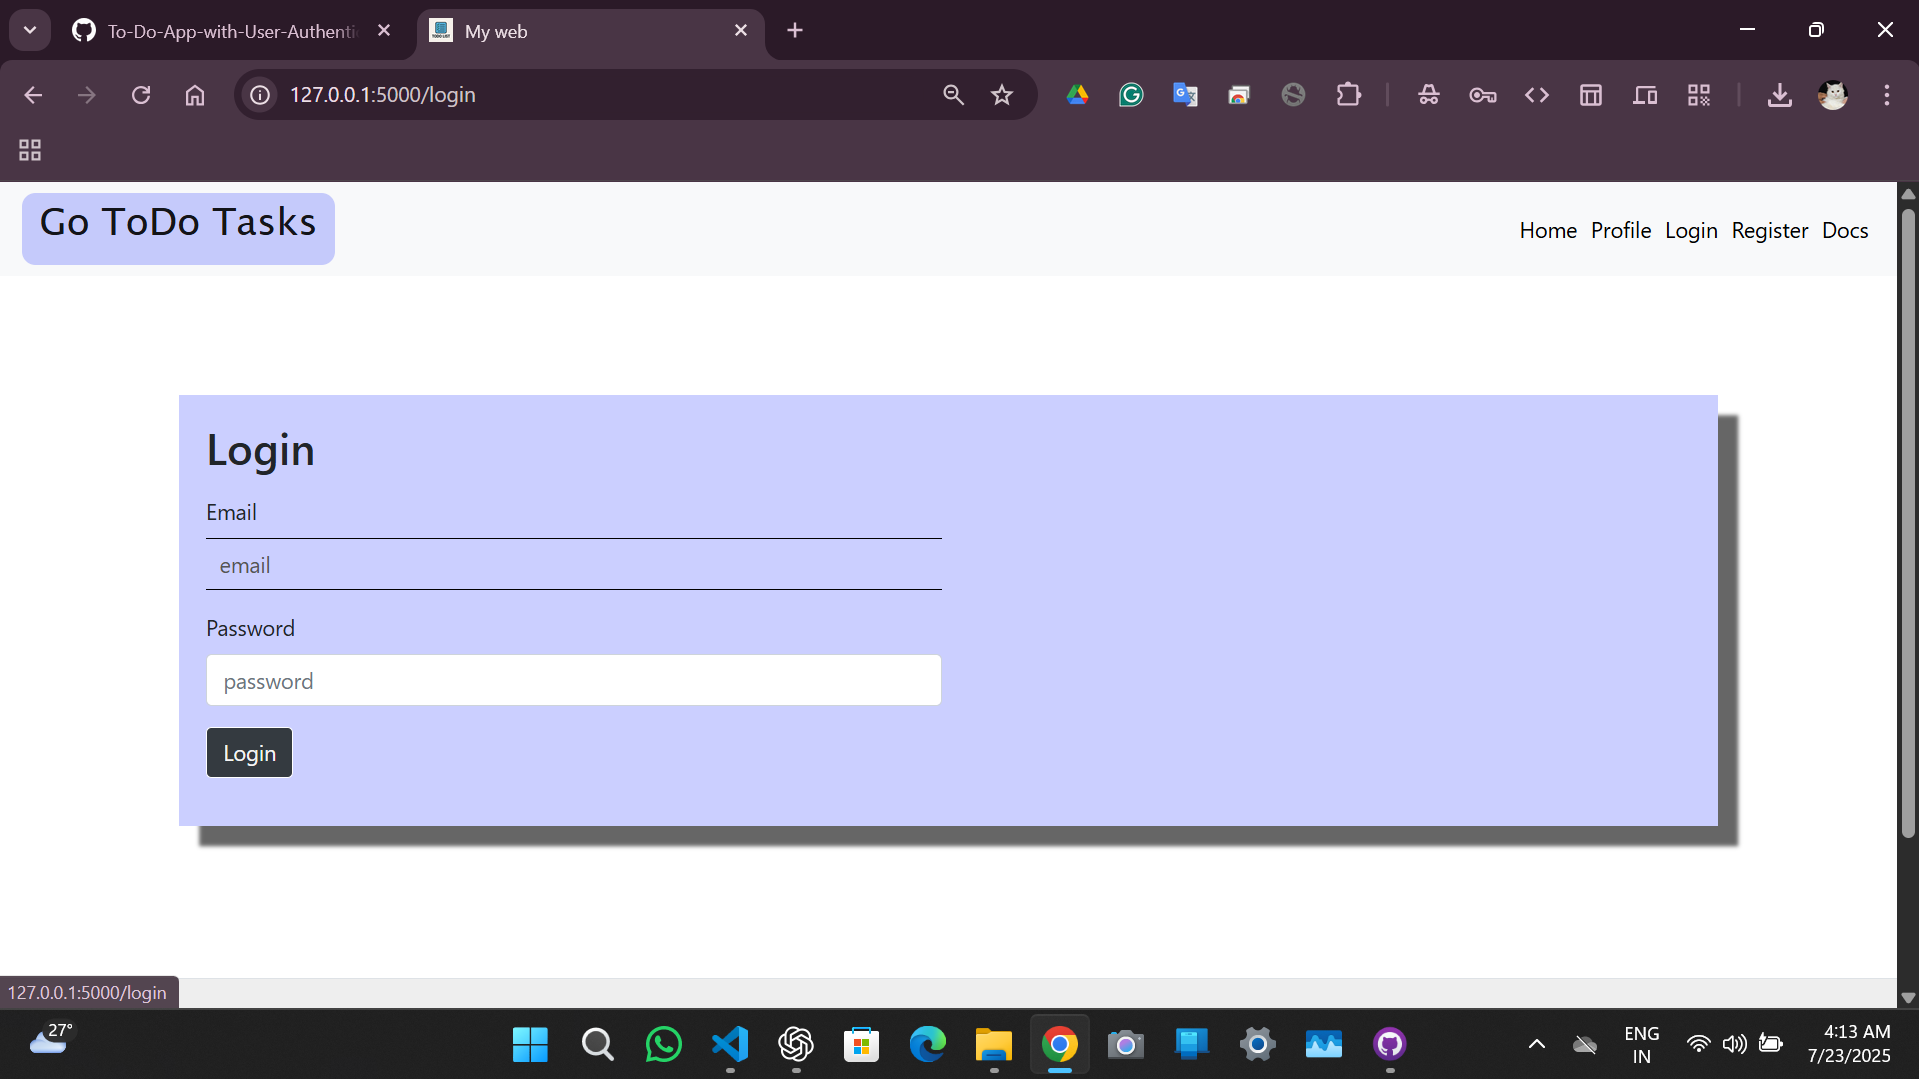 To-Do-App-with-User-Authenti
My web
127.0.0.1:5000/login
Go ToDo Tasks
Home Profile Login Register Docs
Login
Email
email
Password
password
Login
127.0.0.1:5000/login
27°
ENG
IN
4:13 AM
7/23/2025